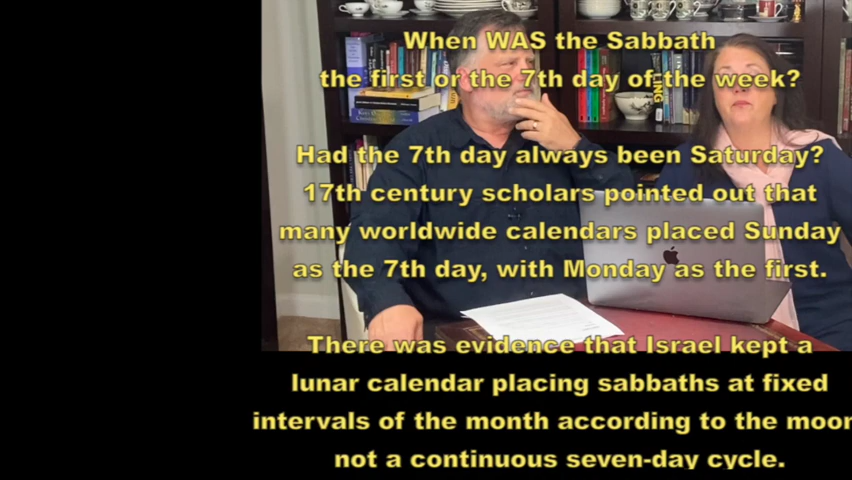 When WAS the Sabbath
the first or the 7th day of the week?
Had the 7th day always been Saturday?
17th century scholars pointed out that
many worldwide calendars placed Sunday
as the 7th day, with Monday as the first.
There was evidence that Israel kept a
lunar calendar placing sabbaths at fixed
intervals of the month according to the moon
not a continuous seven-day cycle.